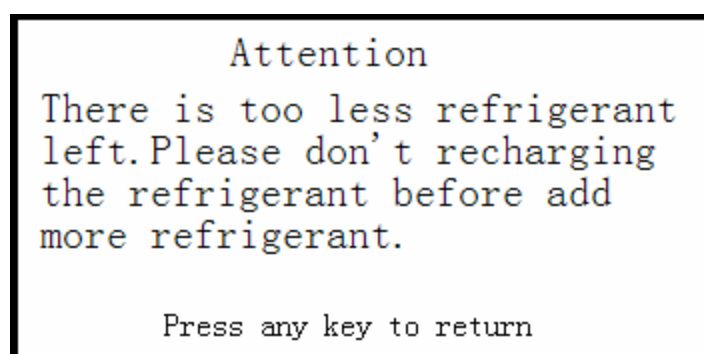 Attention
There is too less refrigerant
left.Please don't recharging
the refrigerant before add
more refrigerant.
Press any key to return